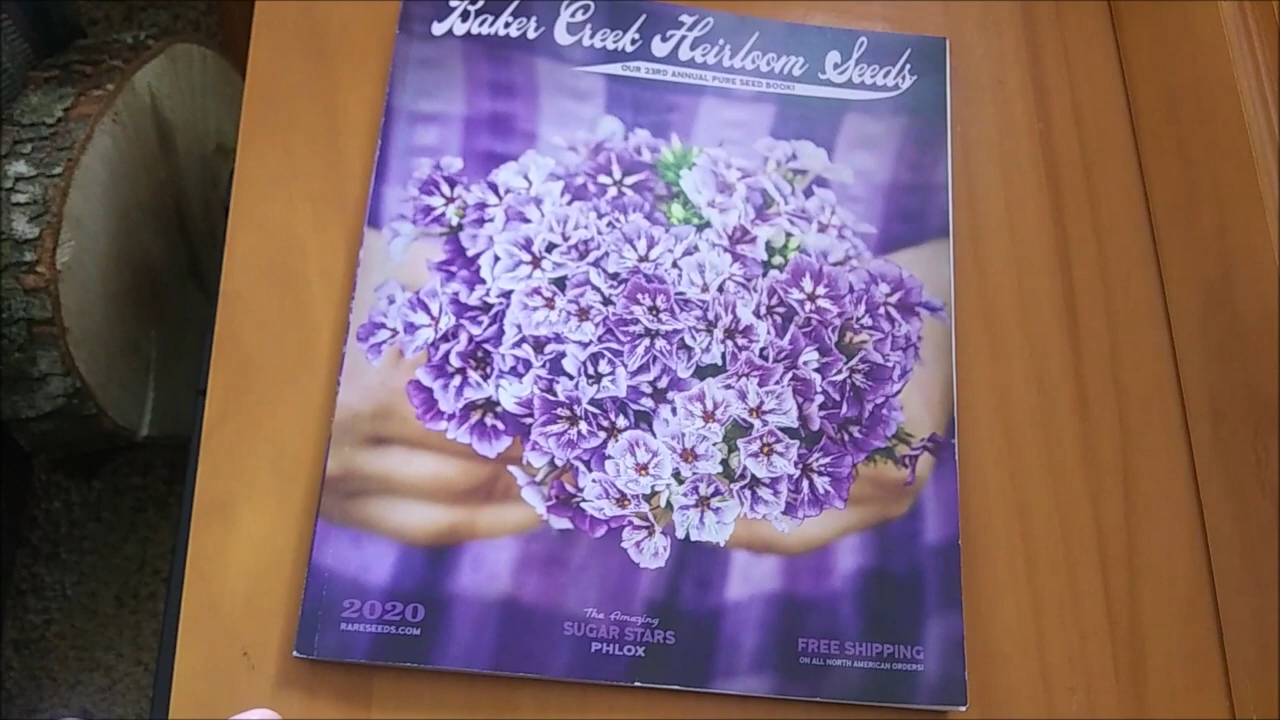 Baker Creek Heirloom Seeds
OUR 23RD ANNUAL PURE SEED BOOK!
2020
RARESEEDS.COM
The Amazing
SUGAR STARS
PHLOX
FREE SHIPPING
ON ALL NORTH AMERICAN ORDERS!